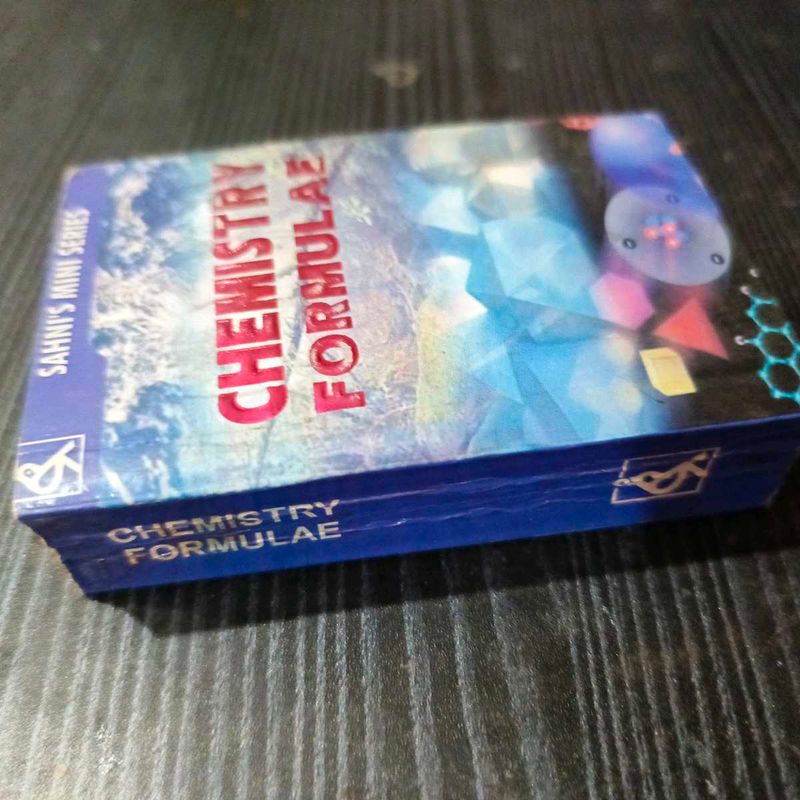 SAHNI'S MINI SERIES
CHEMISTRY
FORMULAE
CHEMISTRY
FORMULAE